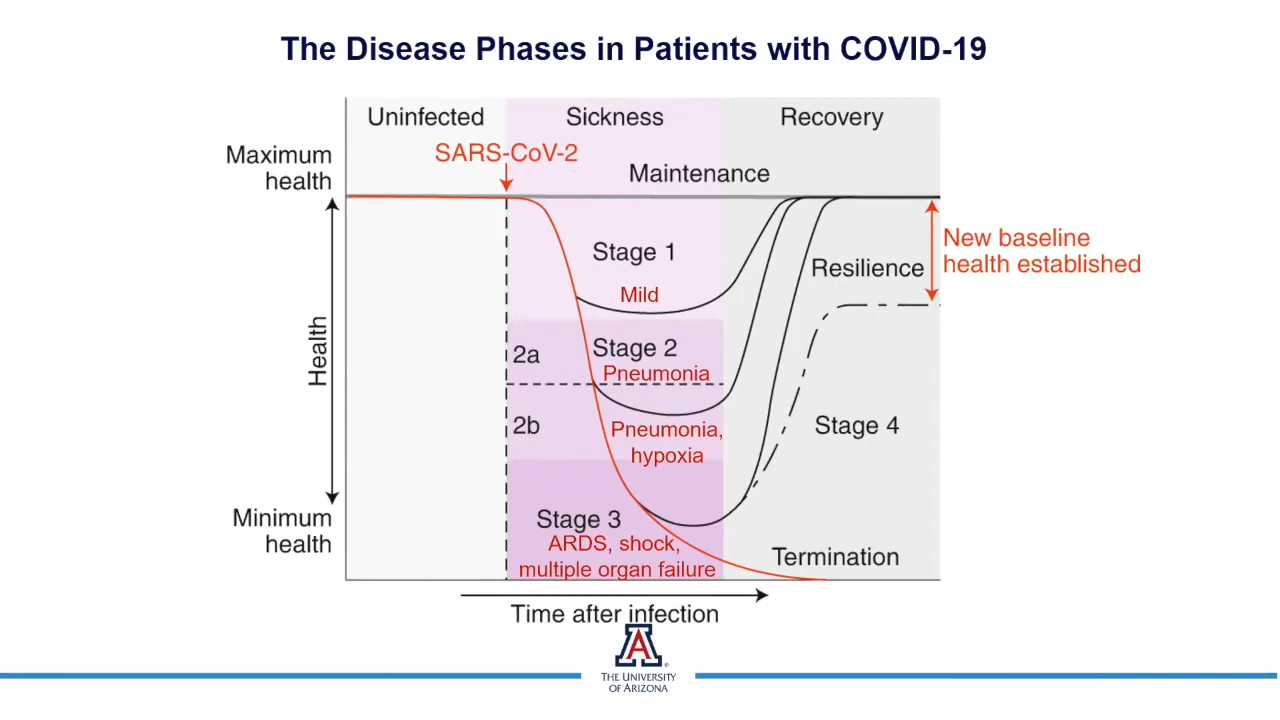 The Disease Phases in Patients with COVID-19
Uninfected
Sickness
Recovery
SARS-CoV-2
Maximum
health
Maintenance
Stage 1
Mild
Resilience
New baseline
health established
Health
2a
Stage 2
Pneumonia
2b
Pneumonia,
hypoxia
Stage 4
Minimum
health
Stage 3
ARDS, shock,
multiple organ failure
Termination
Time after infection
A
THE UNIVERSITY
OF ARIZONA